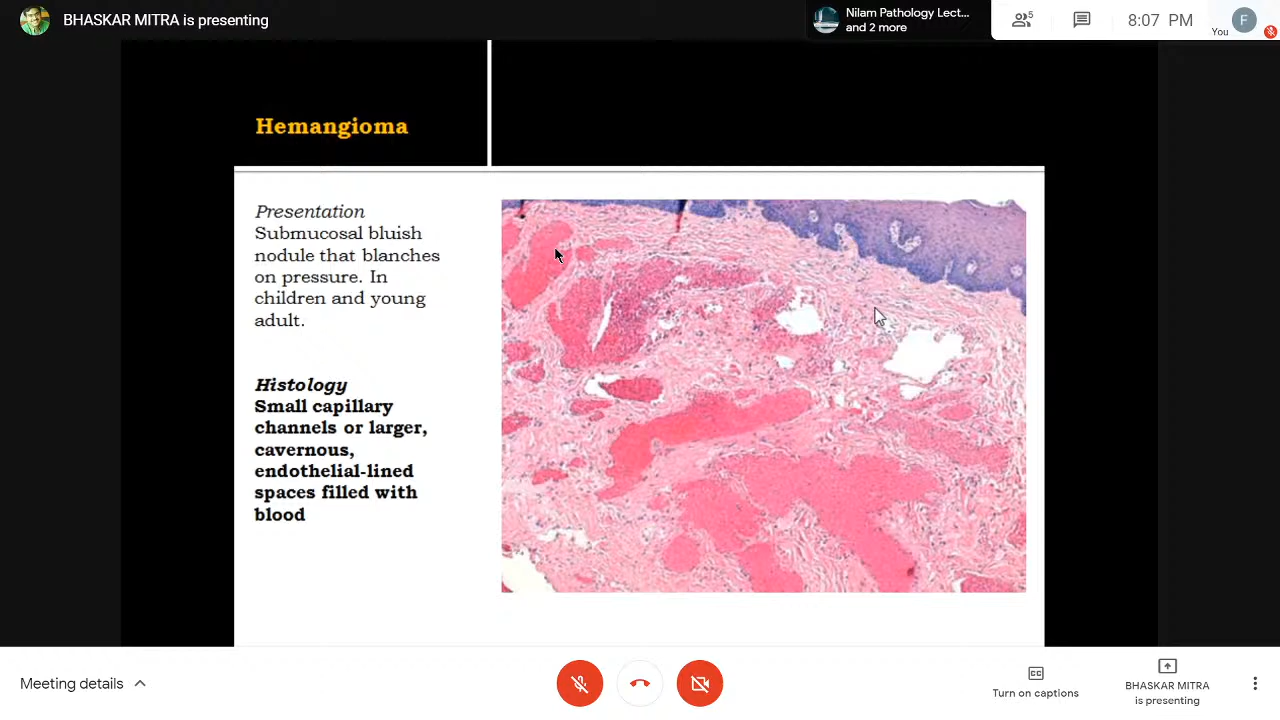 BHASKAR MITRA is presenting
Nilam Pathology Lect...
and 2 more
5
8:07 PM
You
F
Hemangioma
Presentation
Submucosal bluish
nodule that blanches
on pressure. In
children and young
adult.
Histology
Small capillary
channels or larger,
cavernous,
endothelial-lined
spaces filled with
blood
Meeting details
CC
Turn on captions
BHASKAR MITRA
is presenting